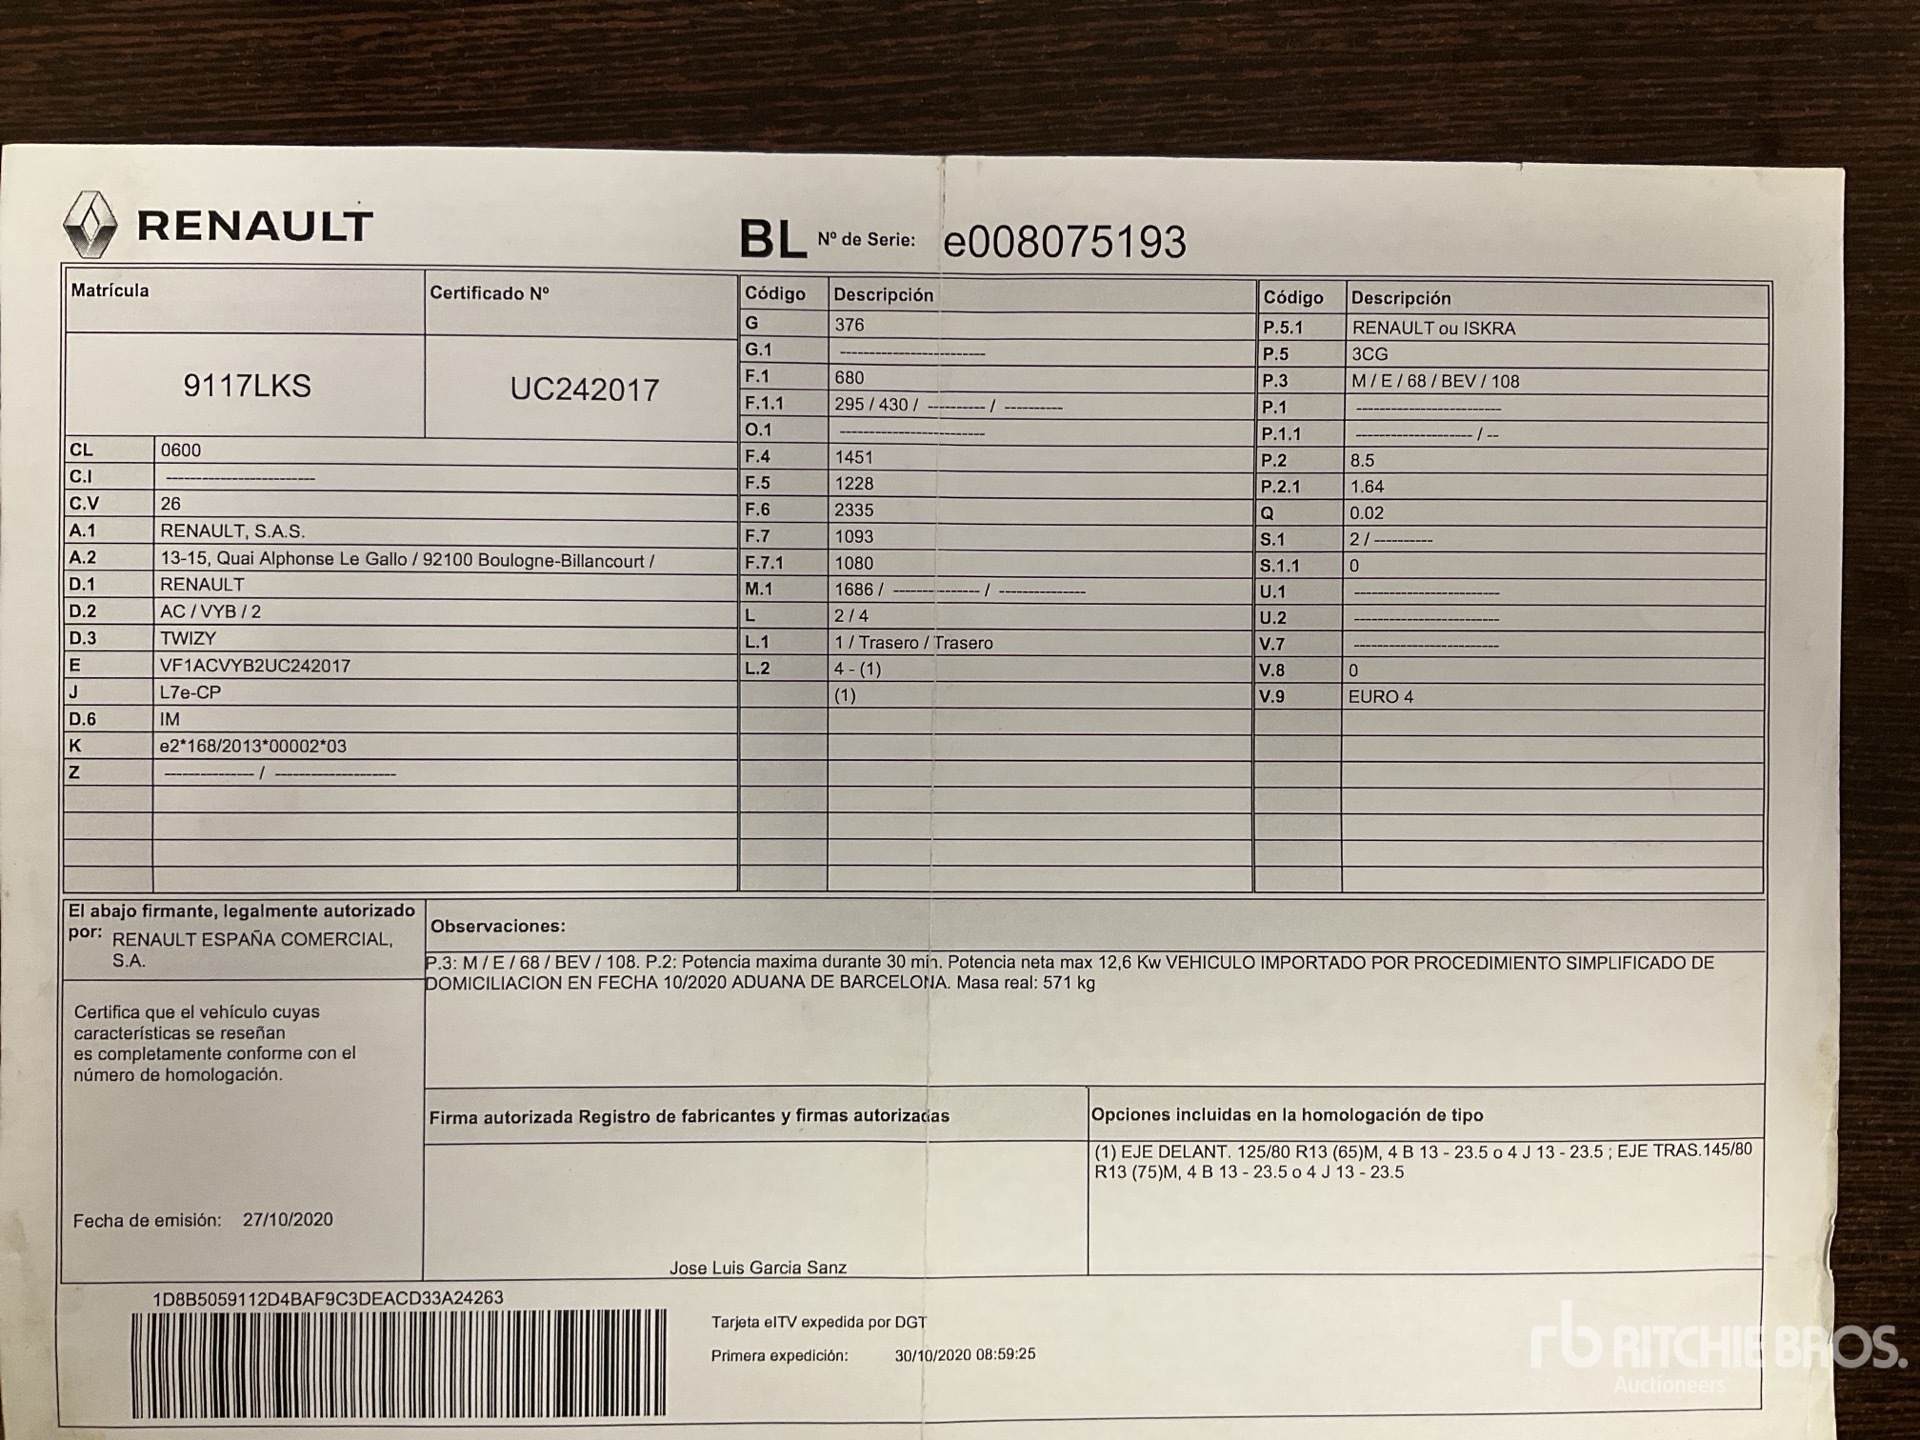 RENAULT
BL Nº de Serie: e008075193
Matrícula
Certificado Nº
9117LKS
UC242017
CL 0600
C.I -------------------------
C.V 26
A.1 RENAULT, S.A.S.
A.2 13-15, Quai Alphonse Le Gallo / 92100 Boulogne-Billancourt /
D.1 RENAULT
D.2 AC / VYB / 2
D.3 TWIZY
E VF1ACVYB2UC242017
J L7e-CP
D.6 IM
K e2*168/2013*00002*03
Z --------------- / --------------------
Código Descripción
G 376
G.1 -------------------------
F.1 680
F.1.1 295 / 430 / ---------- / ----------
O.1 -------------------------
F.4 1451
F.5 1228
F.6 2335
F.7 1093
F.7.1 1080
M.1 1686 / --------------- / ---------------
L 2 / 4
L.1 1 / Trasero / Trasero
L.2 4 - (1)
(1)
Código Descripción
P.5.1 RENAULT ou ISKRA
P.5 3CG
P.3 M / E / 68 / BEV / 108
P.1 -------------------------
P.1.1 -------------------- / --
P.2 8.5
P.2.1 1.64
Q 0.02
S.1 2 / ----------
S.1.1 0
U.1 -------------------------
U.2 -------------------------
V.7 -------------------------
V.8 0
V.9 EURO 4
El abajo firmante, legalmente autorizado
por: RENAULT ESPAÑA COMERCIAL,
S.A.
Certifica que el vehículo cuyas
características se reseñan
es completamente conforme con el
número de homologación.
Fecha de emisión: 27/10/2020
Observaciones:
P.3: M / E / 68 / BEV / 108. P.2: Potencia maxima durante 30 min. Potencia neta max 12,6 Kw VEHICULO IMPORTADO POR PROCEDIMIENTO SIMPLIFICADO DE
DOMICILIACION EN FECHA 10/2020 ADUANA DE BARCELONA. Masa real: 571 kg
Firma autorizada Registro de fabricantes y firmas autorizadas
Jose Luis Garcia Sanz
Opciones incluidas en la homologación de tipo
(1) EJE DELANT. 125/80 R13 (65)M, 4 B 13 - 23.5 o 4 J 13 - 23.5 ; EJE TRAS.145/80
R13 (75)M, 4 B 13 - 23.5 o 4 J 13 - 23.5
1D8B5059112D4BAF9C3DEACD33A24263
Tarjeta eITV expedida por DGT
Primera expedición: 30/10/2020 08:59:25
rb RITCHIE BROS.
Auctioneers